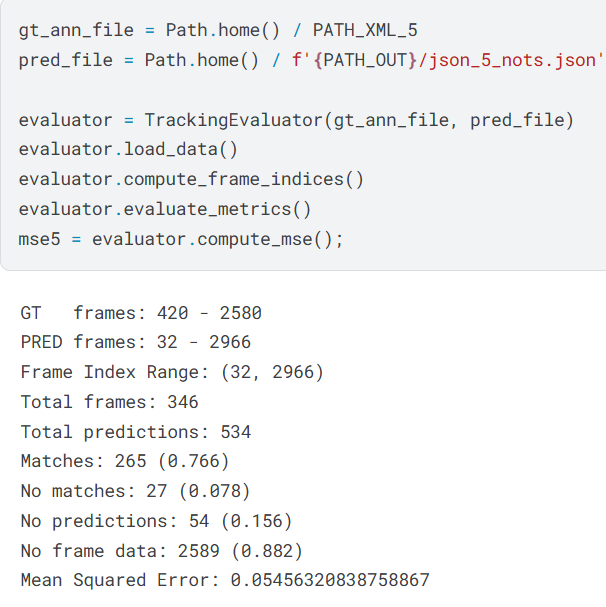 gt_ann_file = Path.home() / PATH_XML_5
pred_file = Path.home() / f'{PATH_OUT}/json_5_nots.json'
evaluator = TrackingEvaluator(gt_ann_file, pred_file)
evaluator.load_data()
evaluator.compute_frame_indices()
evaluator.evaluate_metrics()
mse5 = evaluator.compute_mse();
GT   frames: 420 - 2580
PRED frames: 32 - 2966
Frame Index Range: (32, 2966)
Total frames: 346
Total predictions: 534
Matches: 265 (0.766)
No matches: 27 (0.078)
No predictions: 54 (0.156)
No frame data: 2589 (0.882)
Mean Squared Error: 0.05456320838758867